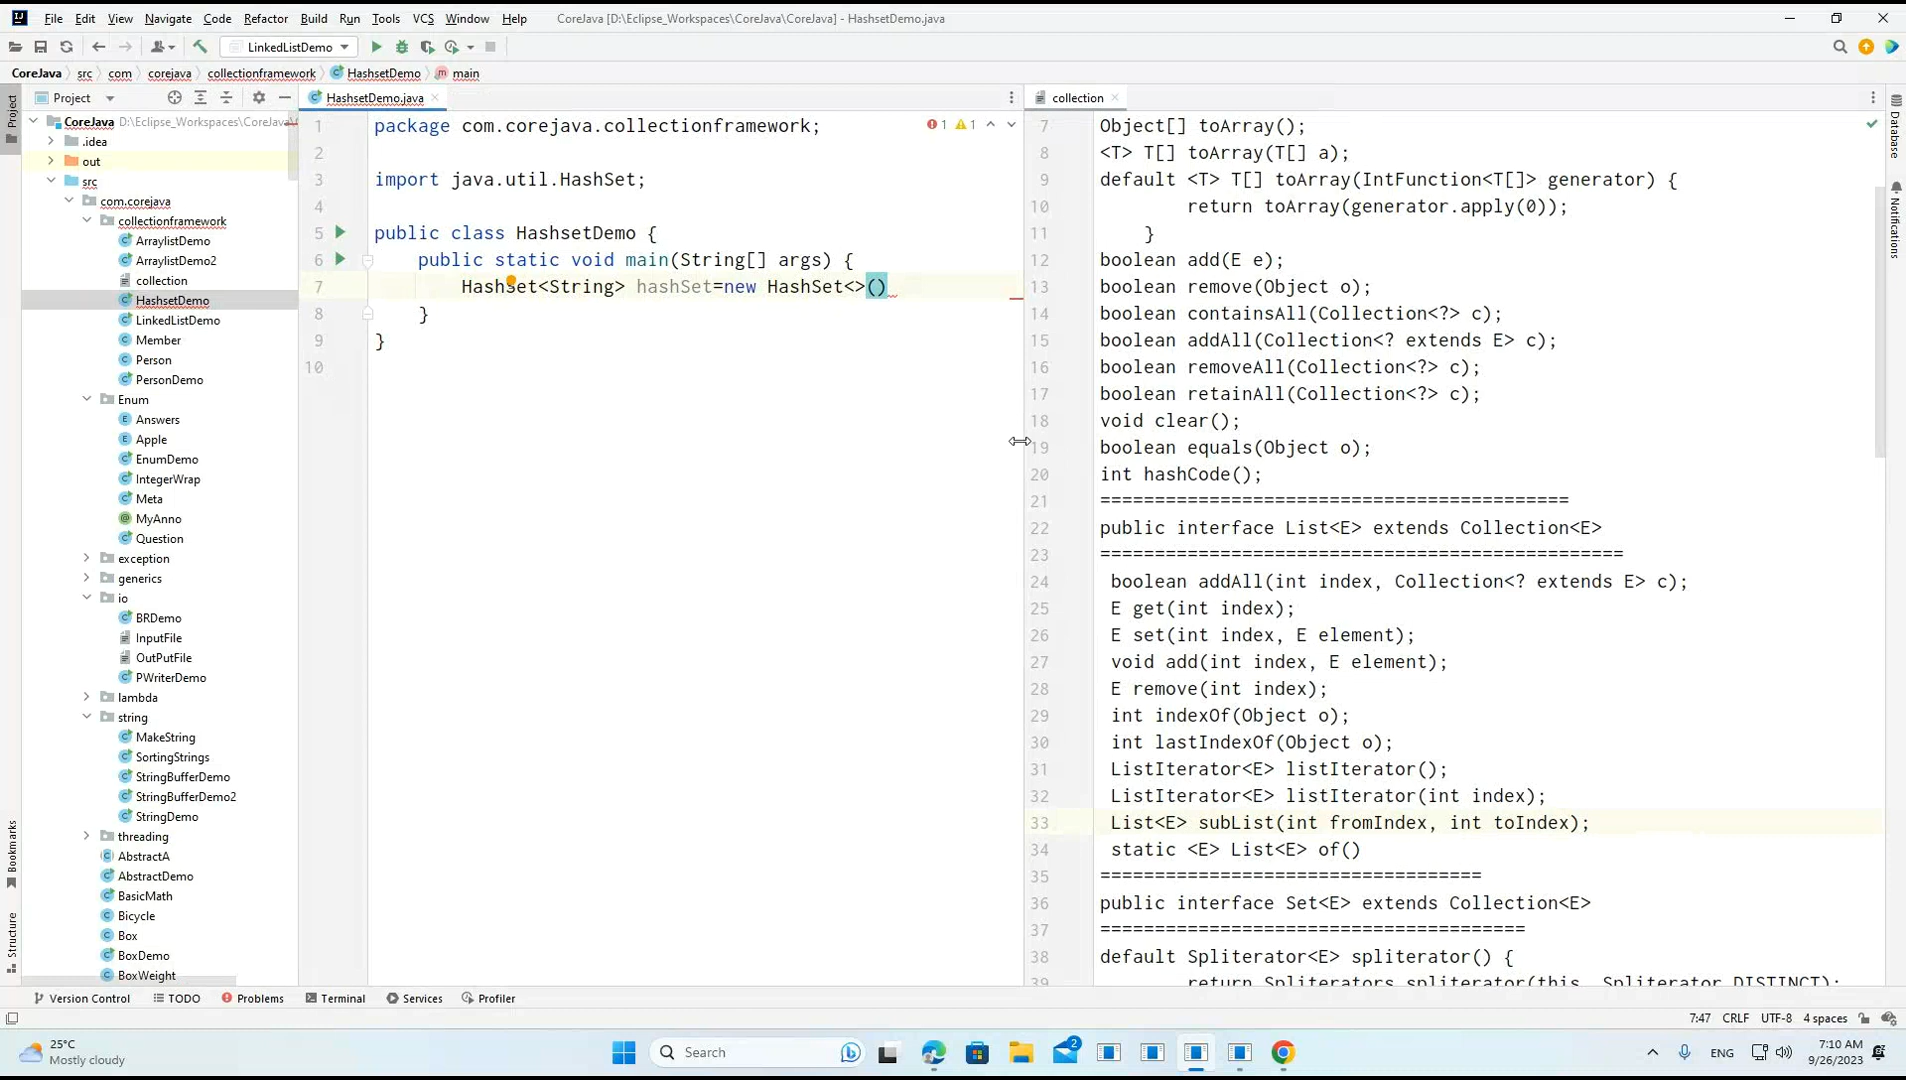 File Edit View Navigate Code Refactor Build Run Tools VCS Window Help CoreJava [D:\Eclipse_Workspaces\CoreJava\CoreJava] - HashsetDemo.java
LinkedListDemo
CoreJava src com corejava collectionframework HashsetDemo main
Project
HashsetDemo.java
collection
Project
Bookmarks
Structure
Database
Notifications
CoreJava D:\Eclipse_Workspaces\CoreJava\
.idea
out
src
com.corejava
collectionframework
ArraylistDemo
ArraylistDemo2
collection
HashsetDemo
LinkedListDemo
Member
Person
PersonDemo
Enum
Answers
Apple
EnumDemo
IntegerWrap
Meta
MyAnno
Question
exception
generics
io
BRDemo
InputFile
OutPutFile
PWriterDemo
lambda
string
MakeString
SortingStrings
StringBufferDemo
StringBufferDemo2
StringDemo
threading
AbstractA
AbstractDemo
BasicMath
Bicycle
Box
BoxDemo
BoxWeight
1 package com.corejava.collectionframework;
1 1
2
3 import java.util.HashSet;
4
5 public class HashsetDemo {
6 public static void main(String[] args) {
7 HashSet<String> hashSet=new HashSet<>()
8 }
9 }
10
7 Object[] toArray();
8 <T> T[] toArray(T[] a);
9 default <T> T[] toArray(IntFunction<T[]> generator) {
10 return toArray(generator.apply(0));
11 }
12 boolean add(E e);
13 boolean remove(Object o);
14 boolean containsAll(Collection<?> c);
15 boolean addAll(Collection<? extends E> c);
16 boolean removeAll(Collection<?> c);
17 boolean retainAll(Collection<?> c);
18 void clear();
19 boolean equals(Object o);
20 int hashCode();
21 ===========================================
22 public interface List<E> extends Collection<E>
23 ================================================
24 boolean addAll(int index, Collection<? extends E> c);
25 E get(int index);
26 E set(int index, E element);
27 void add(int index, E element);
28 E remove(int index);
29 int indexOf(Object o);
30 int lastIndexOf(Object o);
31 ListIterator<E> listIterator();
32 ListIterator<E> listIterator(int index);
33 List<E> subList(int fromIndex, int toIndex);
34 static <E> List<E> of()
35 ===================================
36 public interface Set<E> extends Collection<E>
37 =======================================
38 default Spliterator<E> spliterator() {
39 return Spliterators.spliterator(this, Spliterator.DISTINCT);
Version Control TODO Problems Terminal Services Profiler
7:47 CRLF UTF-8 4 spaces
25°C
Mostly cloudy
Search
2
ENG
7:10 AM
9/26/2023